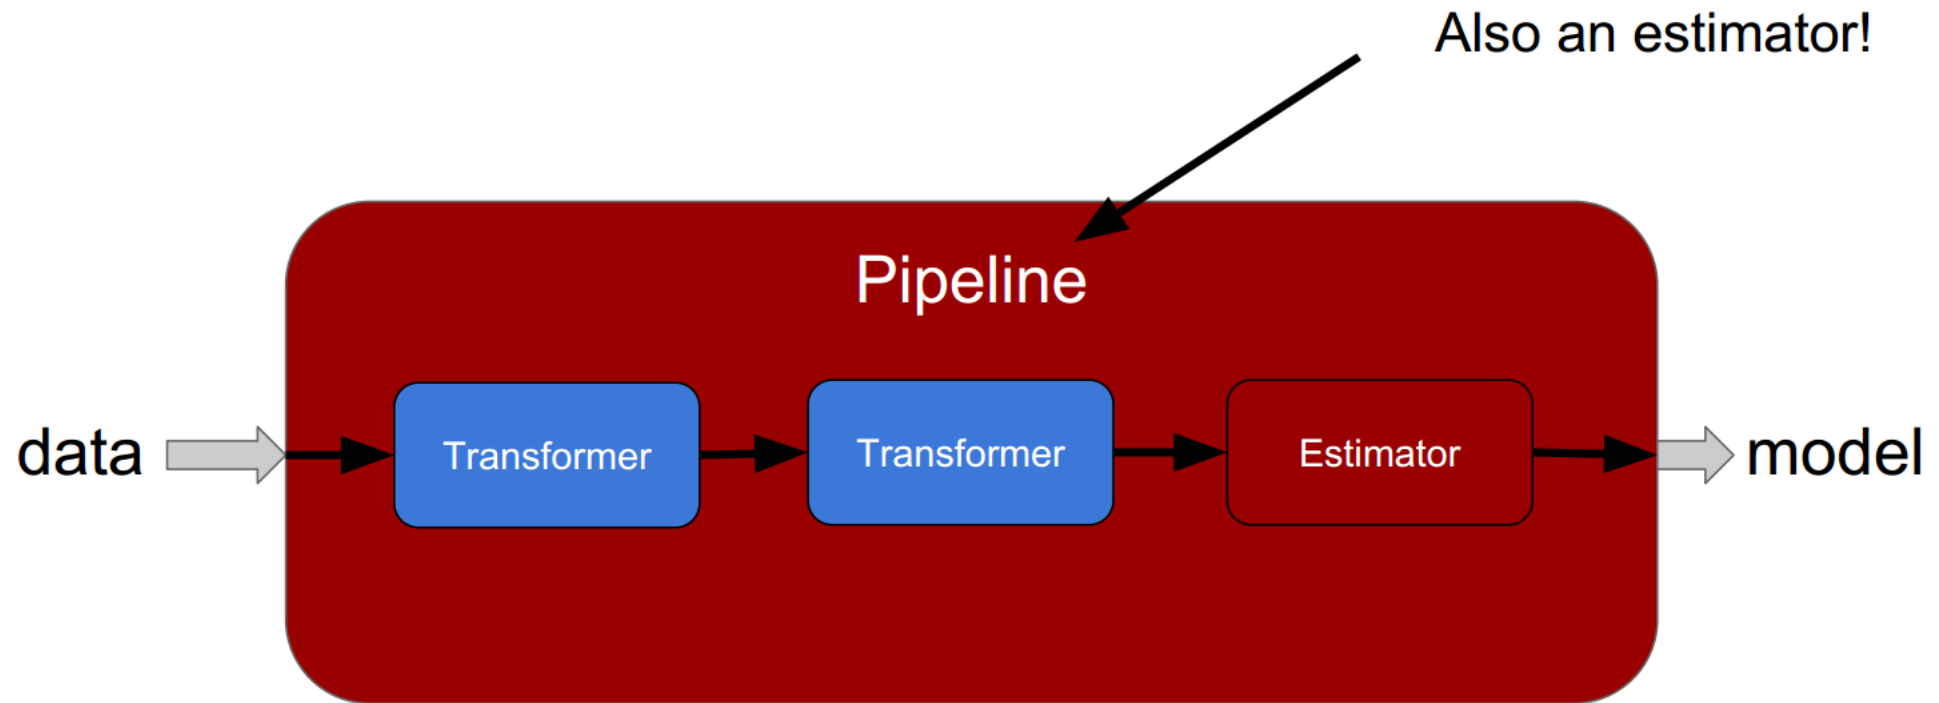 Also an estimator!
Pipeline
data
Transformer
Transformer
Estimator
model